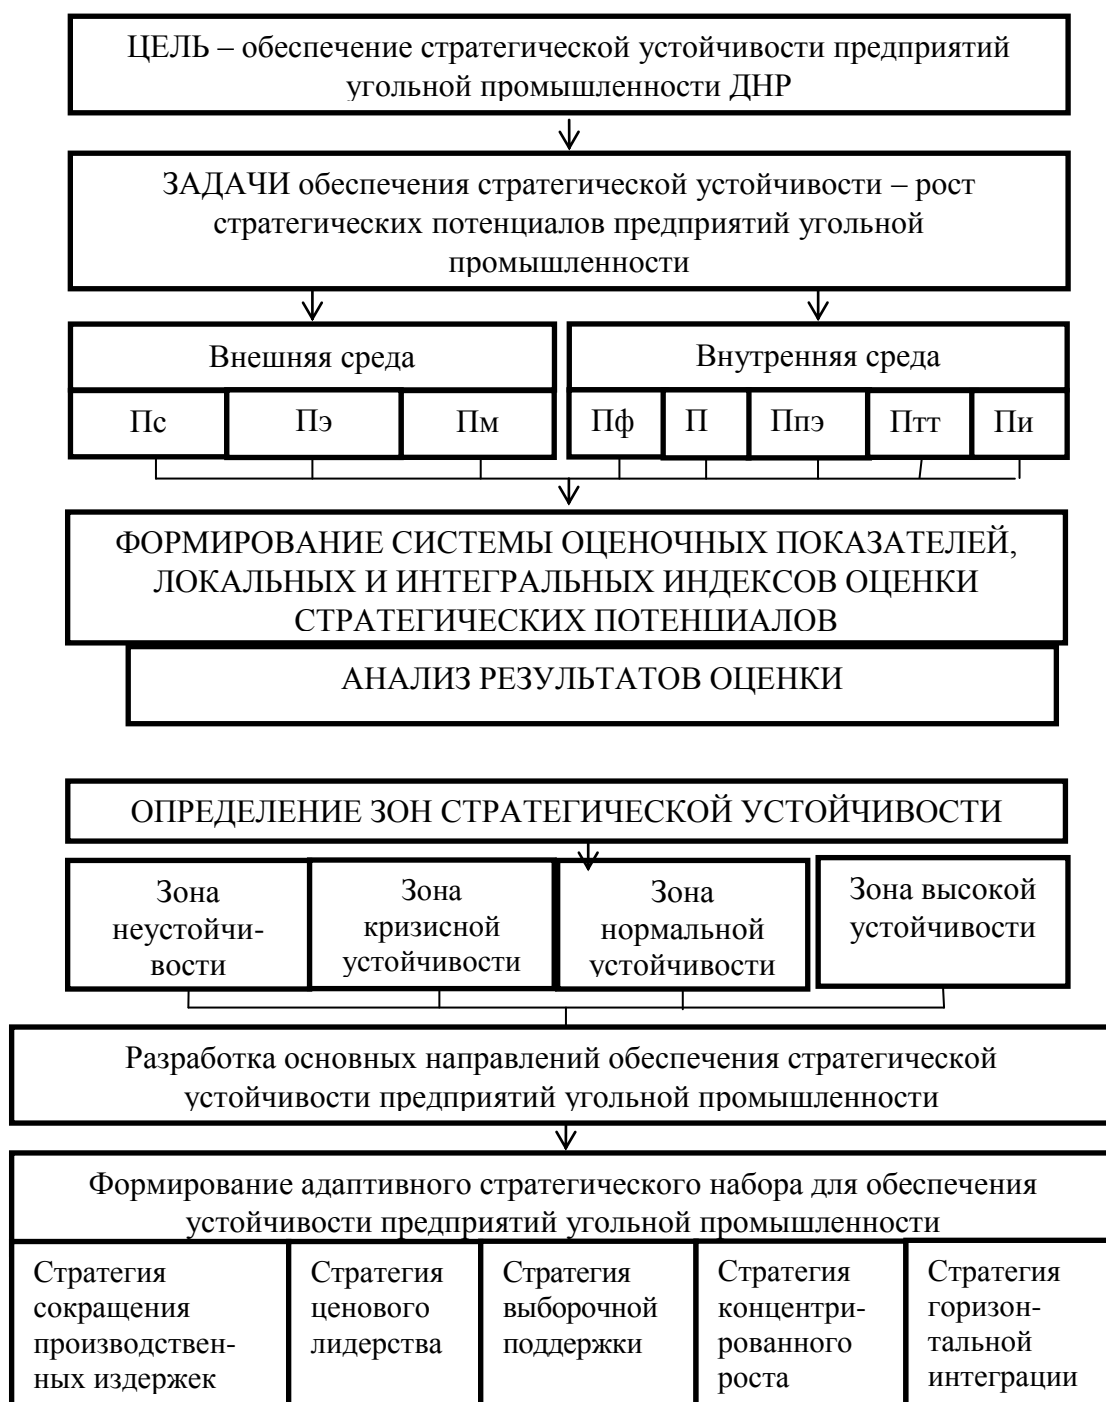 ЦЕЛЬ – обеспечение стратегической устойчивости предприятий
угольной промышленности ДНР
ЗАДАЧИ обеспечения стратегической устойчивости – рост
стратегических потенциалов предприятий угольной
промышленности
Внешняя среда
Внутренняя среда
Пс
Пэ
Пм
Пф
П
Ппэ
Птт
Пи
ФОРМИРОВАНИЕ СИСТЕМЫ ОЦЕНОЧНЫХ ПОКАЗАТЕЛЕЙ,
ЛОКАЛЬНЫХ И ИНТЕГРАЛЬНЫХ ИНДЕКСОВ ОЦЕНКИ
СТРАТЕГИЧЕСКИХ ПОТЕНЦИАЛОВ
АНАЛИЗ РЕЗУЛЬТАТОВ ОЦЕНКИ
ОПРЕДЕЛЕНИЕ ЗОН СТРАТЕГИЧЕСКОЙ УСТОЙЧИВОСТИ
Зона
неустойчи-
вости
Зона
кризисной
устойчивости
Зона
нормальной
устойчивости
Зона высокой
устойчивости
Разработка основных направлений обеспечения стратегической
устойчивости предприятий угольной промышленности
Формирование адаптивного стратегического набора для обеспечения
устойчивости предприятий угольной промышленности
Стратегия
сокращения
производствен-
ных издержек
Стратегия
ценового
лидерства
Стратегия
выборочной
поддержки
Стратегия
концентри-
рованного
роста
Стратегия
горизон-
тальной
интеграции